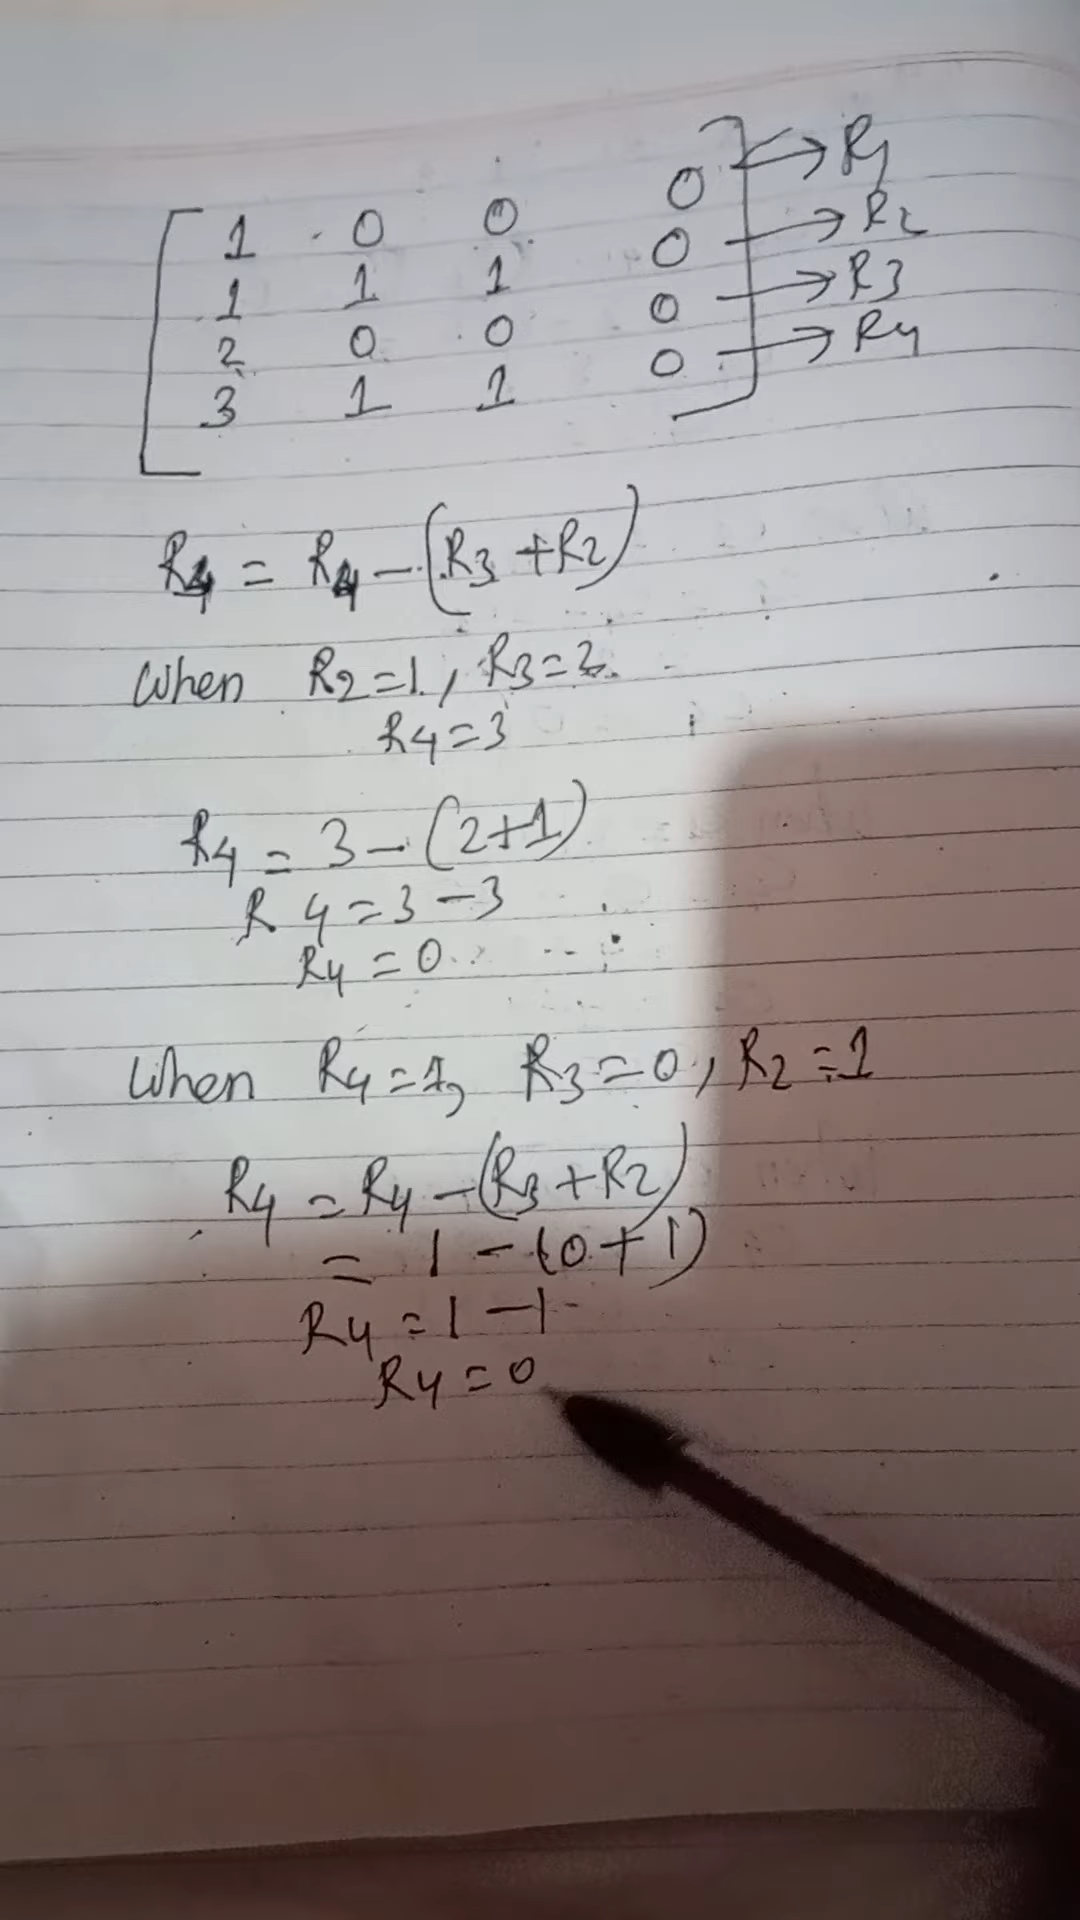 1 0 0 0 → R1
1 1 1 0 → R2
2 0 0 0 → R3
3 1 1 0 → R4
R4 = R4 - (R3 + R2)
When R2 = 1, R3 = 2
R4 = 3
R4 = 3 - (2+1)
R4 = 3 - 3
R4 = 0
When R4 = 1, R3 = 0, R2 = 1
R4 = R4 - (R3 + R2)
= 1 - (0 + 1)
R4 = 1 - 1
R4 = 0